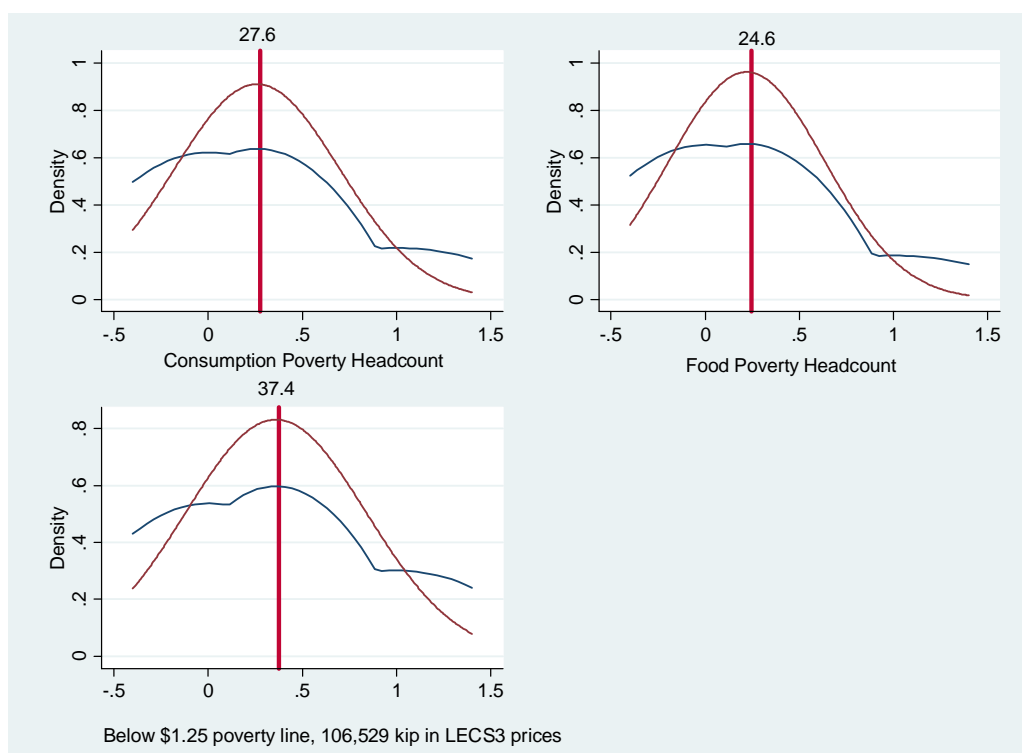 27.6
Density
1
.8
.6
.4
.2
0
-.5 0 .5 1 1.5
Consumption Poverty Headcount
24.6
Density
1
.8
.6
.4
.2
0
-.5 0 .5 1 1.5
Food Poverty Headcount
37.4
Density
.8
.6
.4
.2
0
-.5 0 .5 1 1.5
Below $1.25 poverty line, 106,529 kip in LECS3 prices